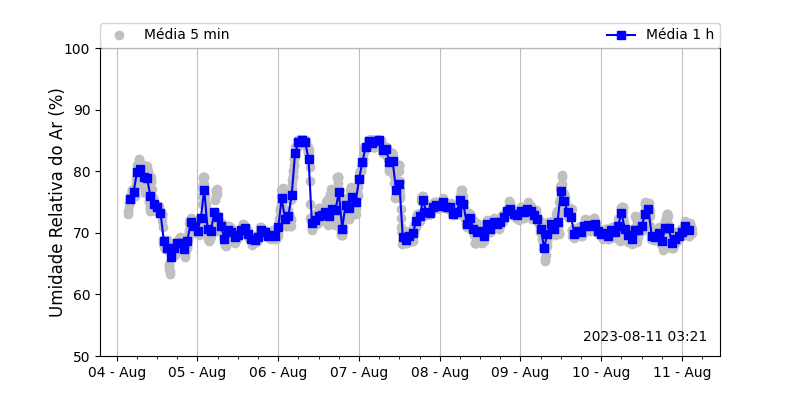 Média 5 min
Média 1 h
Umidade Relativa do Ar (%)
100
90
80
70
60
50
2023-08-11 03:21
04 - Aug
05 - Aug
06 - Aug
07 - Aug
08 - Aug
09 - Aug
10 - Aug
11 - Aug